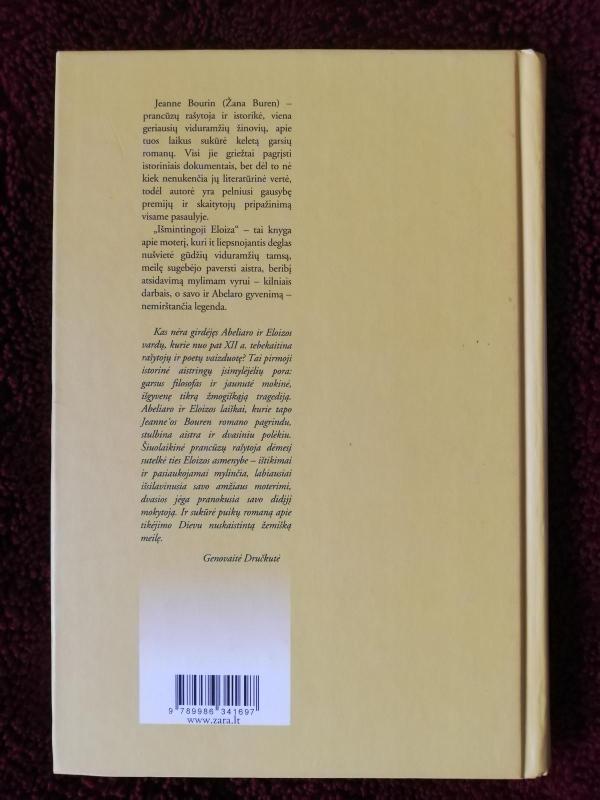 Jeanne Bourin (Žana Buren) –
prancūzų rašytoja ir istorikė, viena
geriausių viduramžių žinovių, apie
tuos laikus sukūrė keletą garsių
romanų. Visi jie griežtai pagrįsti
istoriniais dokumentais, bet dėl to nė
kiek nenukenčia jų literatūrinė vertė,
todėl autorė yra pelniusi gausybę
premijų ir skaitytojų pripažinimą
visame pasaulyje.
„Išmintingoji Eloiza“ – tai knyga
apie moterį, kuri it liepsnojantis deglas
nušvietė gūdžių viduramžių tamsą,
meilę sugebėjo paversti aistra, beribį
atsidavimą mylimam vyrui – kilniais
darbais, o savo ir Abelaro gyvenimą –
nemirštančia legenda.
Kas nėra girdėjęs Abeliaro ir Eloizos
vardų, kurie nuo pat XII a. tebekaitina
rašytojų ir poetų vaizduotę? Tai pirmoji
istorinė aistringų įsimylėjėlių pora:
garsus filosofas ir jaunutė mokinė,
išgyvenę tikrą žmogiškąją tragediją.
Abeliaro ir Eloizos laiškai, kurie tapo
Jeanne'os Bouren romano pagrindu,
stulbina aistra ir dvasiniu polėkiu.
Šiuolaikinė prancūzų rašytoja dėmesį
sutelkė ties Eloizos asmenybe – ištikimai
ir pasiaukojamai mylinčia, labiausiai
išsilavinusia savo amžiaus moterimi,
dvasios jėga pranokusia savo didįjį
mokytoją. Ir sukūrė puikų romaną apie
tikėjimo Dievu nuskaistintą žemišką
meilę.
Genovaitė Dručkutė
9 789986 341697
www.zara.lt